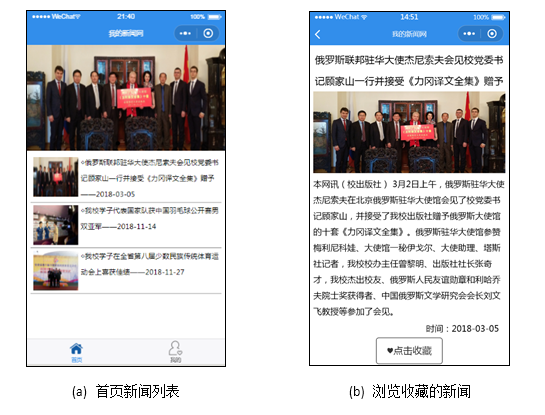 WeChat 21:40 100%
我的新闻网
○俄罗斯联邦驻华大使杰尼索夫会见校党委书
记顾家山一行并接受《力冈译文全集》赠予
——2018-03-05
○我校学子代表国家队获中国羽毛球公开赛男
双亚军——2018-11-14
○我校学子在全省第八届少数民族传统体育运
动会上喜获佳绩——2018-11-27
首页
我的
(a) 首页新闻列表
WeChat 14:51 100%
我的新闻网
俄罗斯联邦驻华大使杰尼索夫会见校党委书
记顾家山一行并接受《力冈译文全集》赠予
本网讯（校出版社） 3月2日上午，俄罗斯驻华大
使杰尼索夫在北京俄罗斯驻华大使馆会见了校党委书
记顾家山，并接受了我校出版社赠予俄罗斯大使馆
的十套《力冈译文全集》。俄罗斯驻华大使馆参赞
梅利尼科娃、大使馆一秘伊戈尔、大使助理、塔斯
社记者，我校校办主任曾黎明、出版社社长张奇
才，我校杰出校友、俄罗斯人民友谊勋章和利哈乔
夫院士奖获得者、中国俄罗斯文学研究会会长刘文
飞教授等参加了会见。
时间：2018-03-05
♥点击收藏
(b) 浏览收藏的新闻